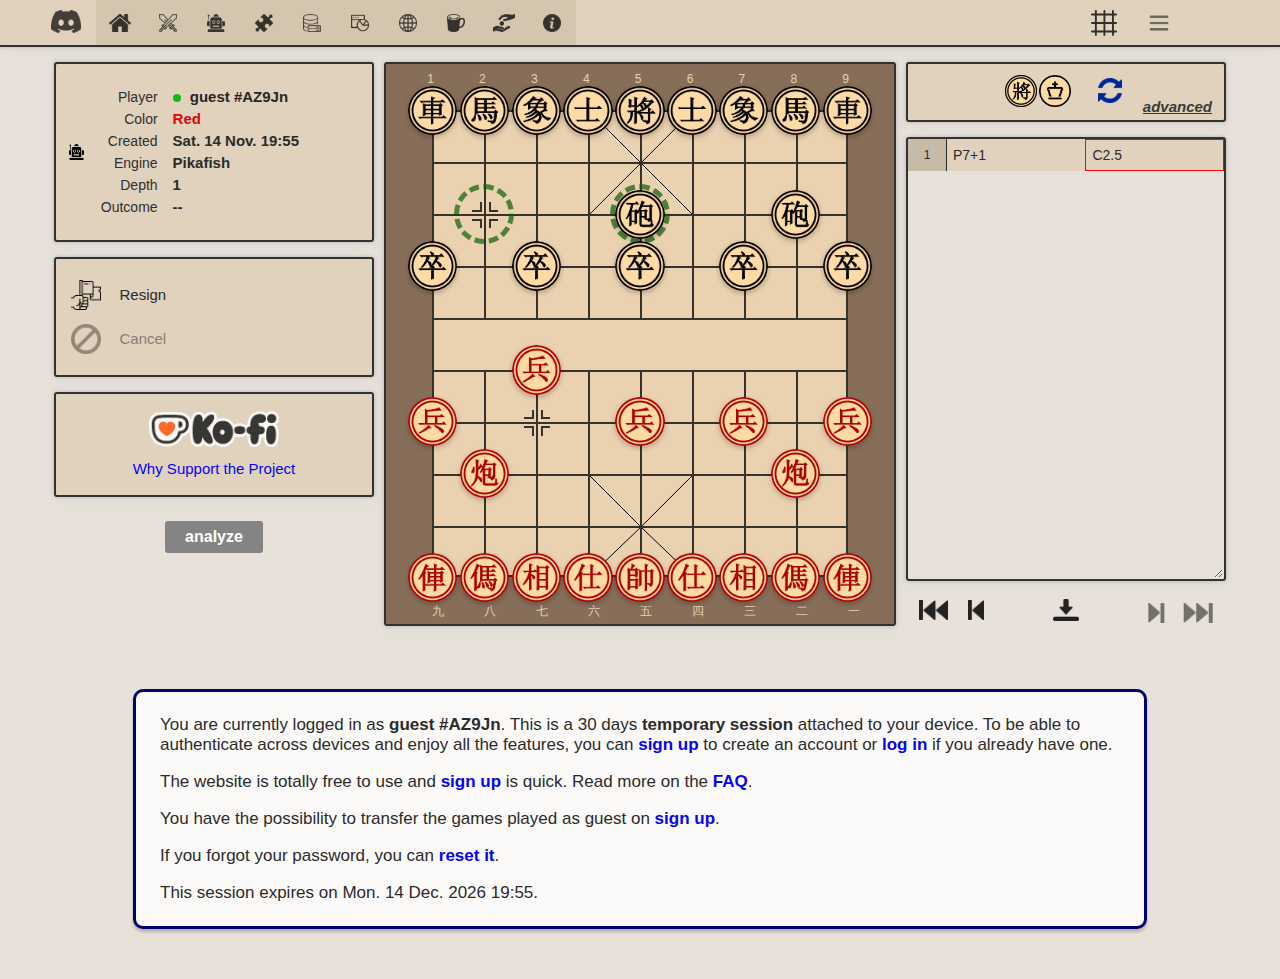 Player guest #AZ9Jn
Color Red
Created Sat. 14 Nov. 19:55
Engine Pikafish
Depth 1
Outcome --
Resign
Cancel
Ko-fi
Why Support the Project
analyze
1 2 3 4 5 6 7 8 9
車 馬 象 士 將 士 象 馬 車
砲 砲
卒 卒 卒 卒 卒
兵
兵 兵 兵 兵
炮 炮
俥 傌 相 仕 帥 仕 相 傌 俥
九 八 七 六 五 四 三 二 一
將
advanced
1 P7+1 C2.5
You are currently logged in as guest #AZ9Jn. This is a 30 days temporary session attached to your device. To be able to
authenticate across devices and enjoy all the features, you can sign up to create an account or log in if you already have one.
The website is totally free to use and sign up is quick. Read more on the FAQ.
You have the possibility to transfer the games played as guest on sign up.
If you forgot your password, you can reset it.
This session expires on Mon. 14 Dec. 2026 19:55.